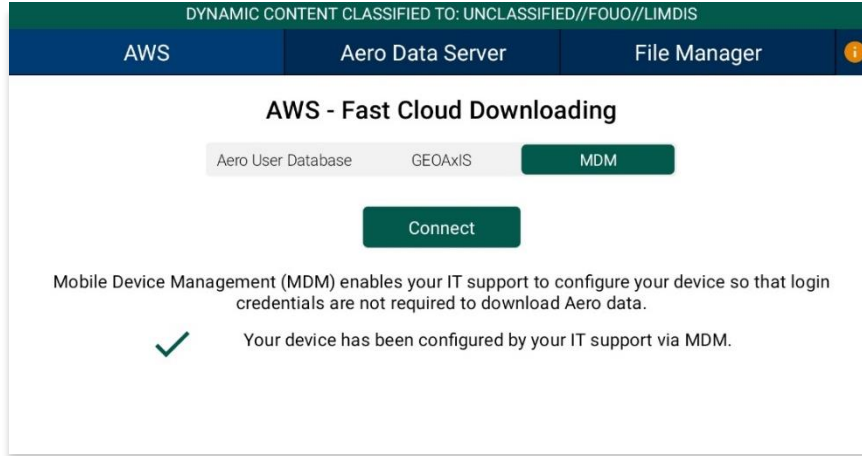 DYNAMIC CONTENT CLASSIFIED TO: UNCLASSIFIED//FOUO//LIMDIS
AWS Aero Data Server File Manager i
AWS - Fast Cloud Downloading
Aero User Database GEOAxIS MDM
Connect
Mobile Device Management (MDM) enables your IT support to configure your device so that login
credentials are not required to download Aero data.
Your device has been configured by your IT support via MDM.